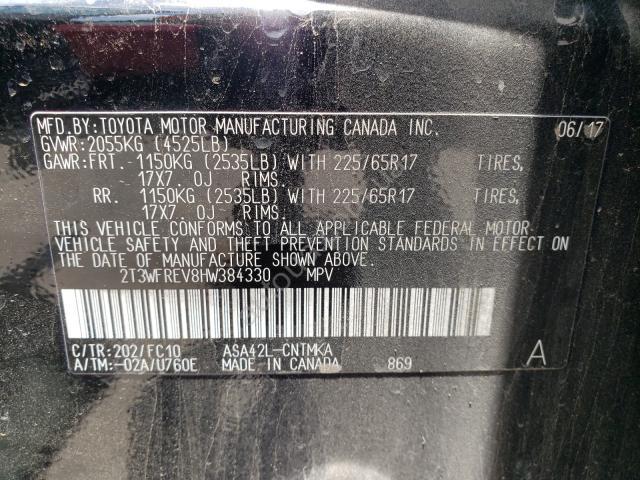 MFD.BY:TOYOTA MOTOR MANUFACTURING CANADA INC. 06/17
GVWR:2055KG (4525LB)
GAWR:FRT. 1150KG (2535LB) WITH 225/65R17 TIRES,
17X7.0J RIMS.
RR. 1150KG (2535LB) WITH 225/65R17 TIRES,
17X7.0J RIMS.
THIS VEHICLE CONFORMS TO ALL APPLICABLE FEDERAL MOTOR
VEHICLE SAFETY AND THEFT PREVENTION STANDARDS IN EFFECT ON
THE DATE OF MANUFACTURE SHOWN ABOVE.
2T3WFREV8HW384330 MPV
C/TR:202/FC10 ASA42L-CNTMKA
A/TM:-02A/U760E MADE IN CANADA 869 A